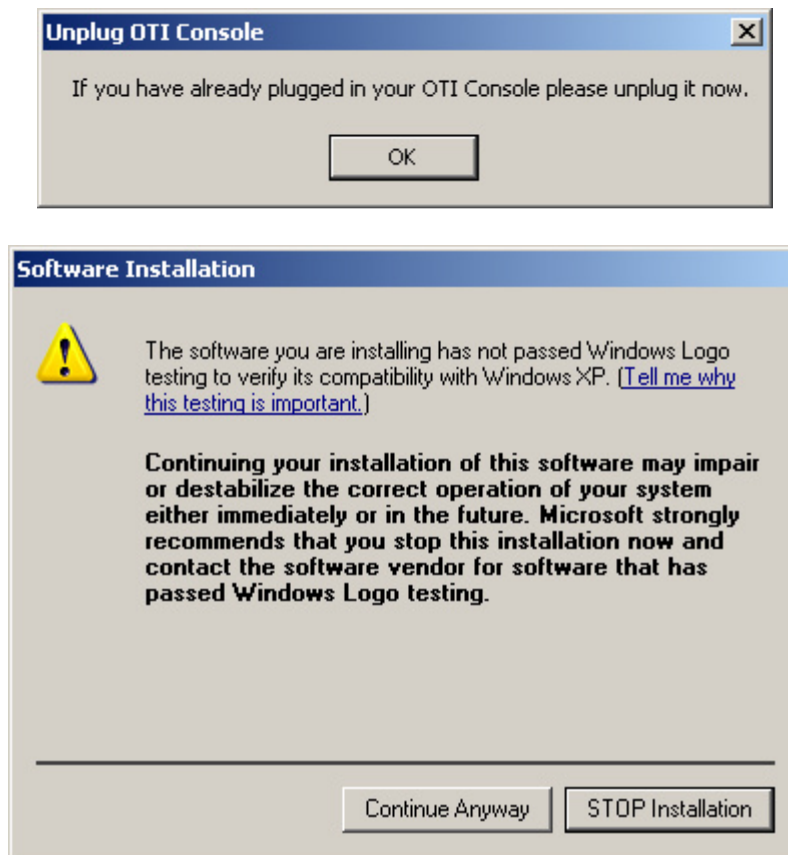 Unplug OTI Console
If you have already plugged in your OTI Console please unplug it now.
OK
Software Installation
The software you are installing has not passed Windows Logo
testing to verify its compatibility with Windows XP. (Tell me why
this testing is important.)
Continuing your installation of this software may impair
or destabilize the correct operation of your system
either immediately or in the future. Microsoft strongly
recommends that you stop this installation now and
contact the software vendor for software that has
passed Windows Logo testing.
Continue Anyway STOP Installation